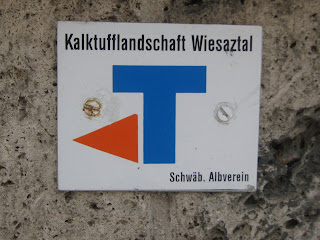 Kalktufflandschaft Wiesaztal
T
Schwäb. Albverein